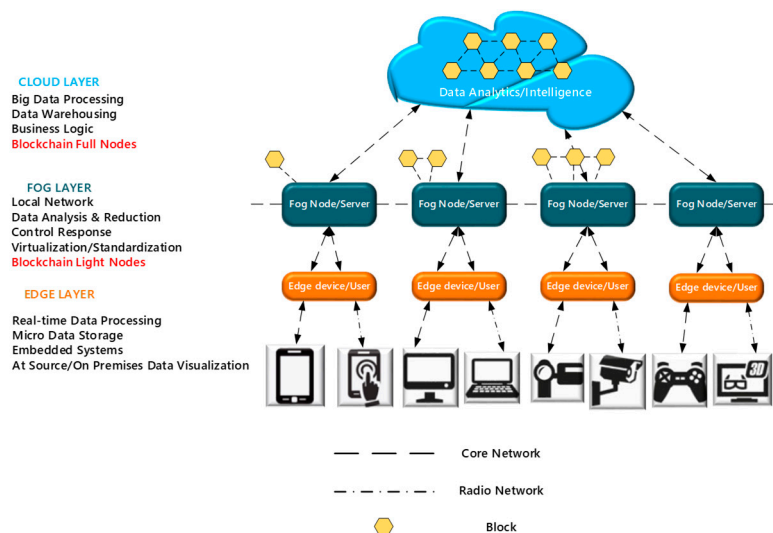 CLOUD LAYER
Big Data Processing
Data Warehousing
Business Logic
Blockchain Full Nodes
Data Analytics/Intelligence
FOG LAYER
Local Network
Data Analysis & Reduction
Control Response
Virtualization/Standardization
Blockchain Light Nodes
Fog Node/Server
Fog Node/Server
Fog Node/Server
Fog Node/Server
EDGE LAYER
Real-time Data Processing
Micro Data Storage
Embedded Systems
At Source/On Premises Data Visualization
Edge device/User
Edge device/User
Edge device/User
Edge device/User
3D
Core Network
Radio Network
Block